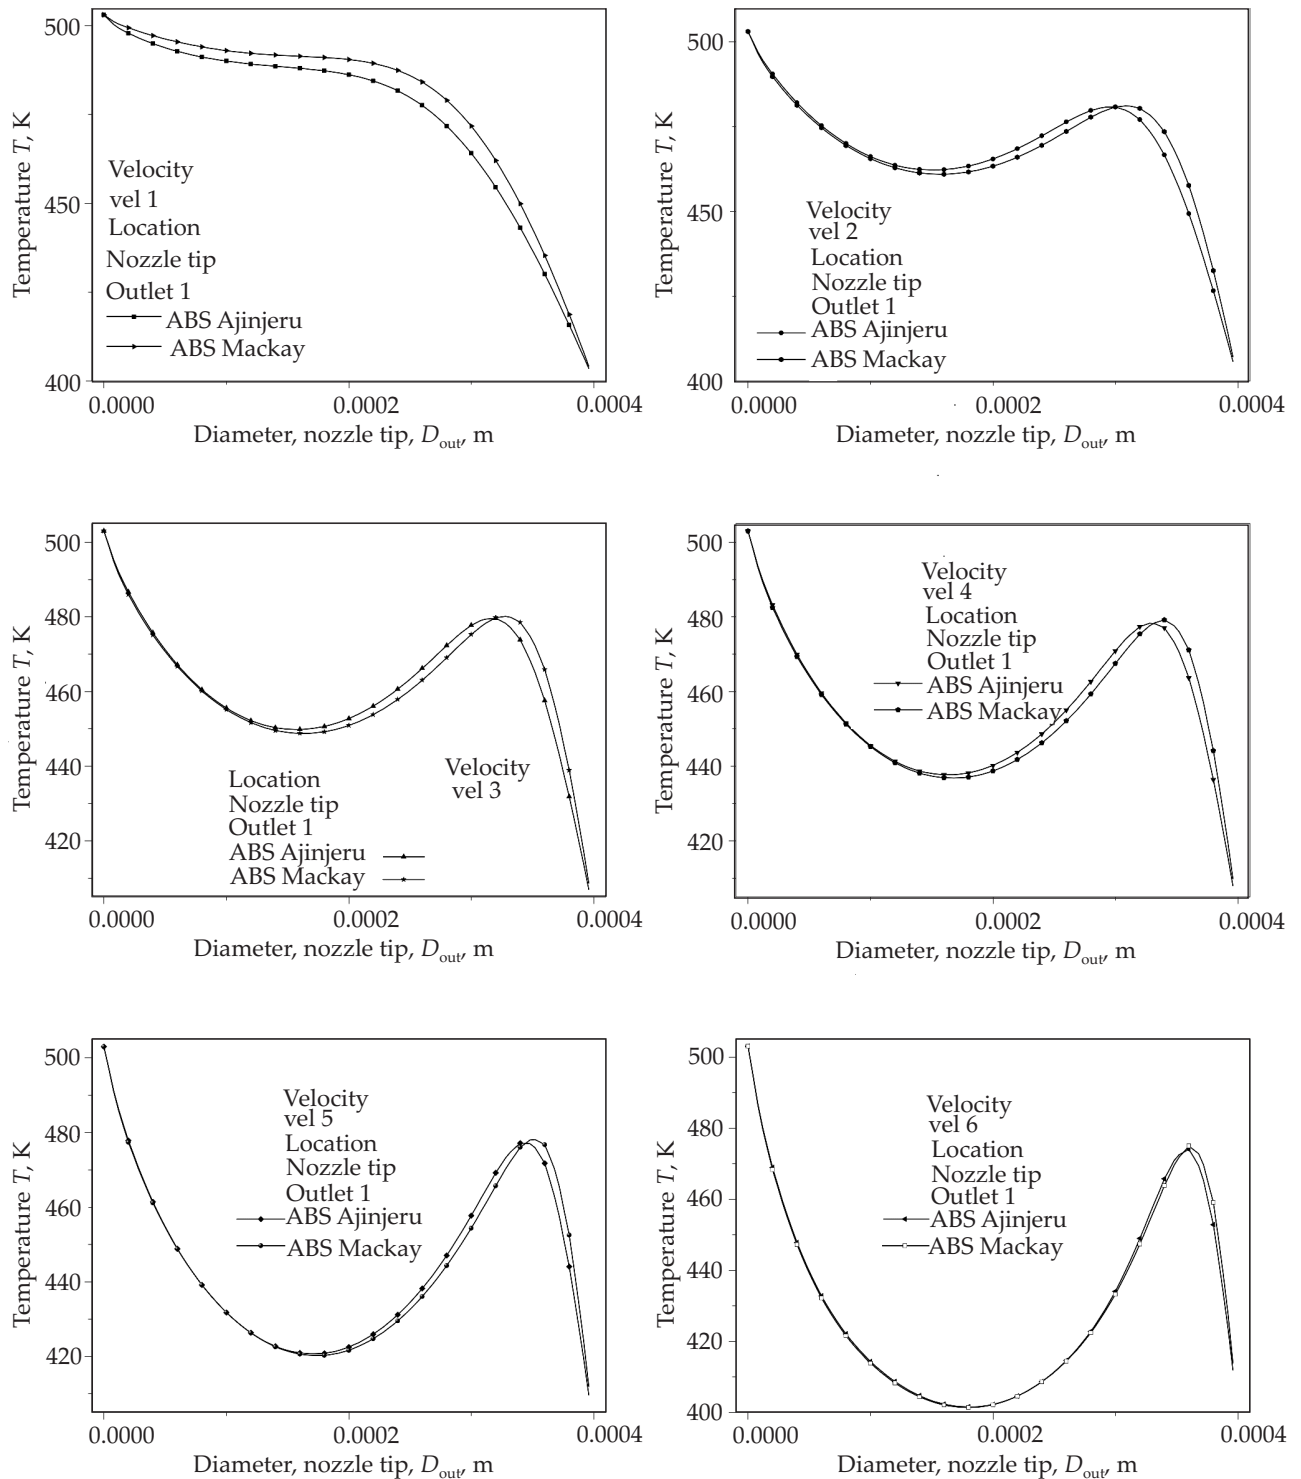 500
450
400
Temperature T, K
Velocity
vel 1
Location
Nozzle tip
Outlet 1
ABS Ajinjeru
ABS Mackay
0.0000
0.0002
0.0004
Diameter, nozzle tip, Dout, m
500
450
400
Temperature T, K
Velocity
vel 2
Location
Nozzle tip
Outlet 1
ABS Ajinjeru
ABS Mackay
0.0000
0.0002
0.0004
Diameter, nozzle tip, Dout, m
500
480
460
440
420
Temperature T, K
Velocity
vel 3
Location
Nozzle tip
Outlet 1
ABS Ajinjeru
ABS Mackay
0.0000
0.0002
0.0004
Diameter, nozzle tip, Dout, m
500
480
460
440
420
Temperature T, K
Velocity
vel 4
Location
Nozzle tip
Outlet 1
ABS Ajinjeru
ABS Mackay
0.0000
0.0002
0.0004
Diameter, nozzle tip, Dout, m
500
480
460
440
420
Temperature T, K
Velocity
vel 5
Location
Nozzle tip
Outlet 1
ABS Ajinjeru
ABS Mackay
0.0000
0.0002
0.0004
Diameter, nozzle tip, Dout, m
500
480
460
440
420
400
Temperature T, K
Velocity
vel 6
Location
Nozzle tip
Outlet 1
ABS Ajinjeru
ABS Mackay
0.0000
0.0002
0.0004
Diameter, nozzle tip, Dout, m